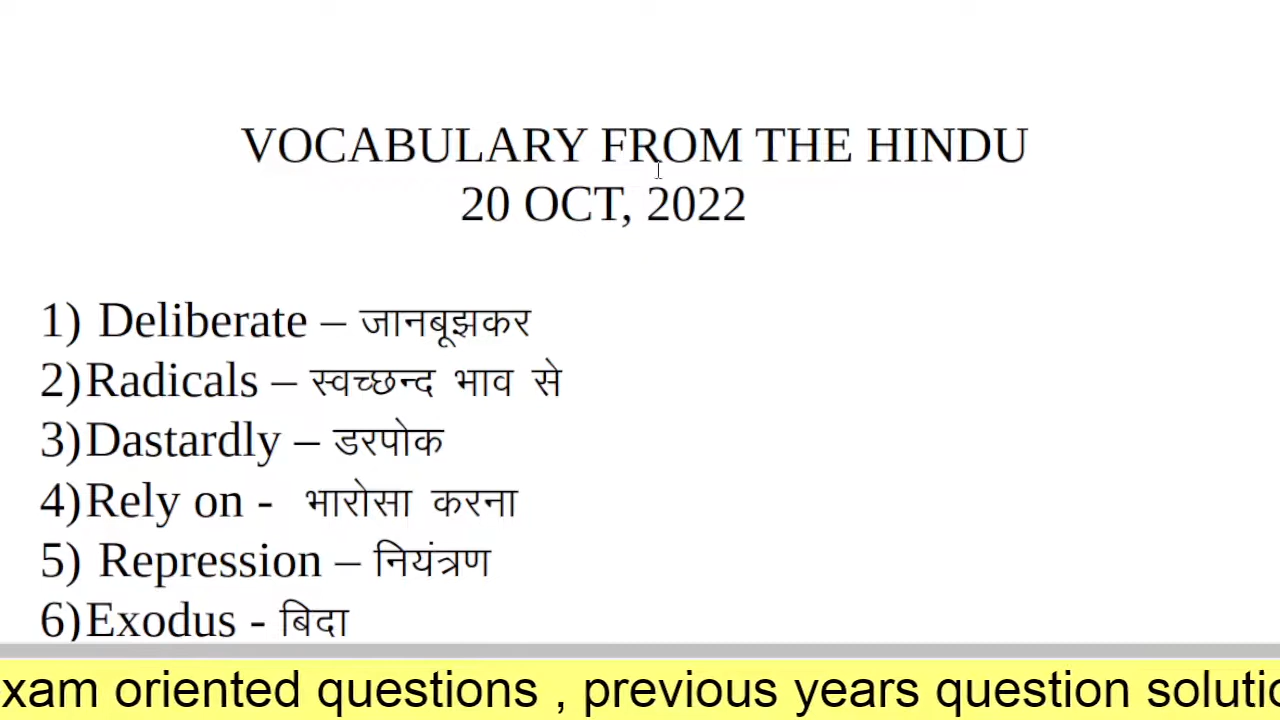 VOCABULARY FROM THE HINDU
20 OCT, 2022
1) Deliberate – जानबूझकर
2)Radicals – स्वच्छन्द भाव से
3)Dastardly – डरपोक
4)Rely on - भारोसा करना
5) Repression – नियंत्रण
6)Exodus - बिदा
xam oriented questions , previous years question solutio